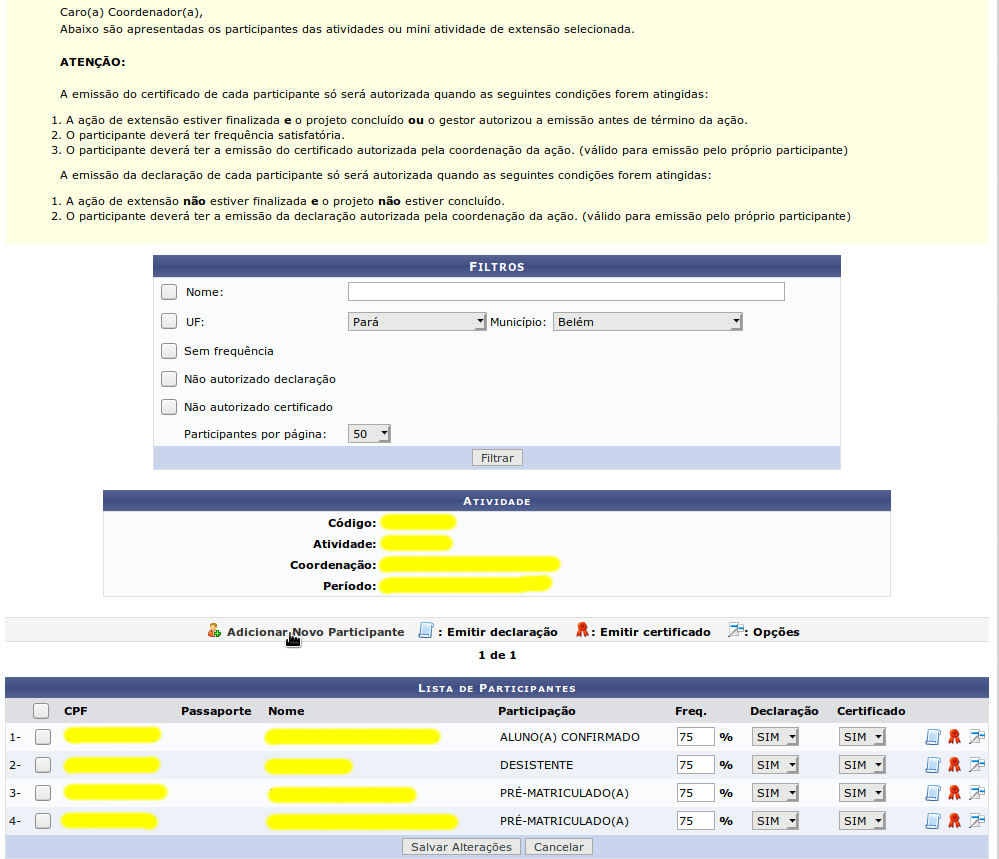 Caro(a) Coordenador(a),
Abaixo são apresentadas os participantes das atividades ou mini atividade de extensão selecionada.
ATENÇÃO:
A emissão do certificado de cada participante só será autorizada quando as seguintes condições forem atingidas:
1. A ação de extensão estiver finalizada e o projeto concluído ou o gestor autorizou a emissão antes de término da ação.
2. O participante deverá ter frequência satisfatória.
3. O participante deverá ter a emissão do certificado autorizada pela coordenação da ação. (válido para emissão pelo próprio participante)
A emissão da declaração de cada participante só será autorizada quando as seguintes condições forem atingidas:
1. A ação de extensão não estiver finalizada e o projeto não estiver concluído.
2. O participante deverá ter a emissão da declaração autorizada pela coordenação da ação. (válido para emissão pelo próprio participante)
FILTROS
Nome:
UF: Pará Município: Belém
Sem frequência
Não autorizado declaração
Não autorizado certificado
Participantes por página: 50
Filtrar
ATIVIDADE
Código:
Atividade:
Coordenação:
Período:
Adicionar Novo Participante : Emitir declaração : Emitir certificado : Opções
1 de 1
LISTA DE PARTICIPANTES
CPF Passaporte Nome Participação Freq. Declaração Certificado
1- ALUNO(A) CONFIRMADO 75 % SIM SIM
2- DESISTENTE 75 % SIM SIM
3- PRÉ-MATRICULADO(A) 75 % SIM SIM
4- PRÉ-MATRICULADO(A) 75 % SIM SIM
Salvar Alterações Cancelar